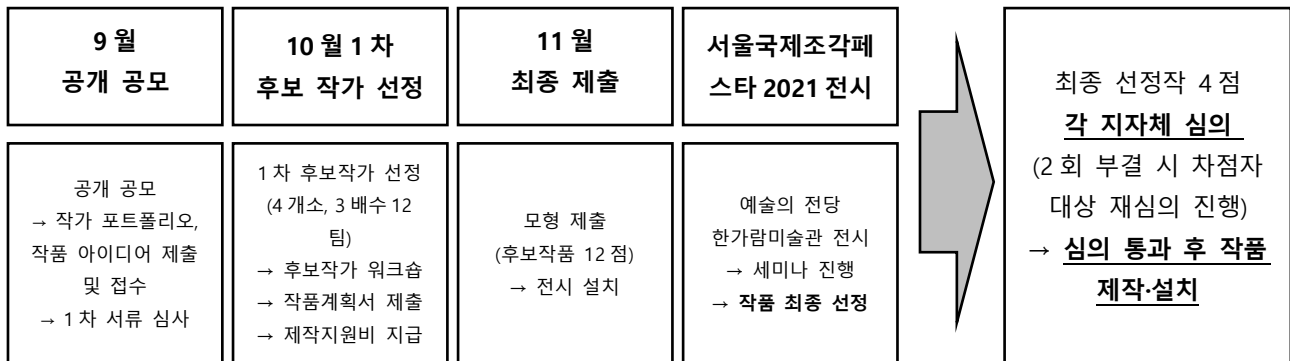 9월
공개 공모
10월 1차
후보 작가 선정
11월
최종 제출
서울국제조각페
스타 2021 전시
공개 공모
→ 작가 포트폴리오,
작품 아이디어 제출
및 접수
→ 1차 서류 심사
1차 후보작가 선정
(4개소, 3배수 12
팀)
→ 후보작가 워크숍
→ 작품계획서 제출
→ 제작지원비 지급
모형 제출
(후보작품 12점)
→ 전시 설치
예술의 전당
한가람미술관 전시
→ 세미나 진행
→ 작품 최종 선정
최종 선정작 4점
각 지자체 심의
(2회 부결 시 차점자
대상 재심의 진행)
→ 심의 통과 후 작품
제작·설치